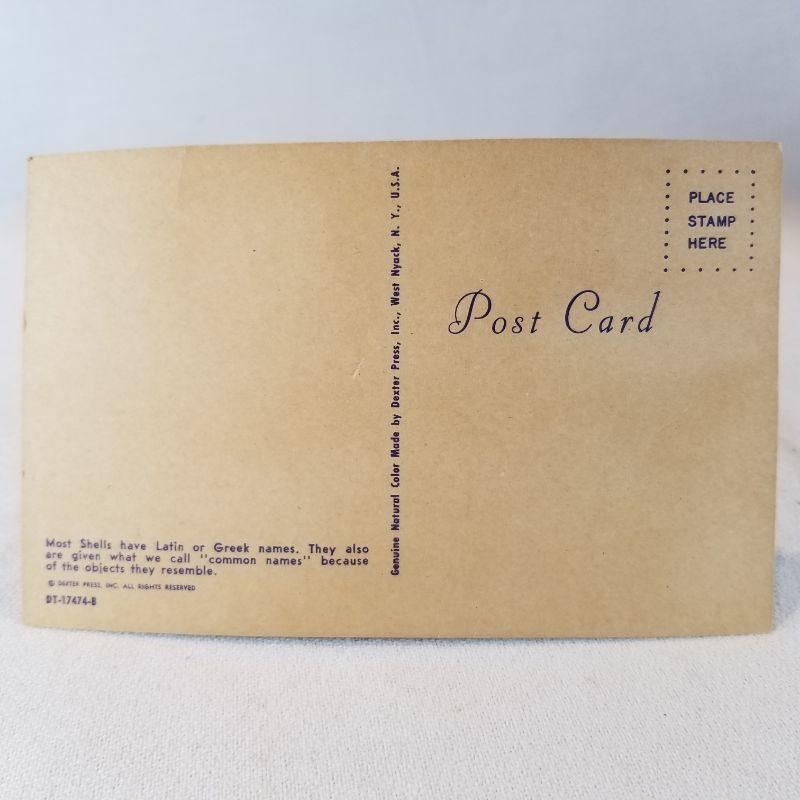 Most Shells have Latin or Greek names. They also
are given what we call "common names" because
of the objects they resemble.
© DEXTER PRESS, INC. ALL RIGHTS RESERVED
DT-17474-B
Genuine Natural Color Made by Dexter Press, Inc., West Nyack, N. Y., U.S.A.
PLACE
STAMP
HERE
Post Card